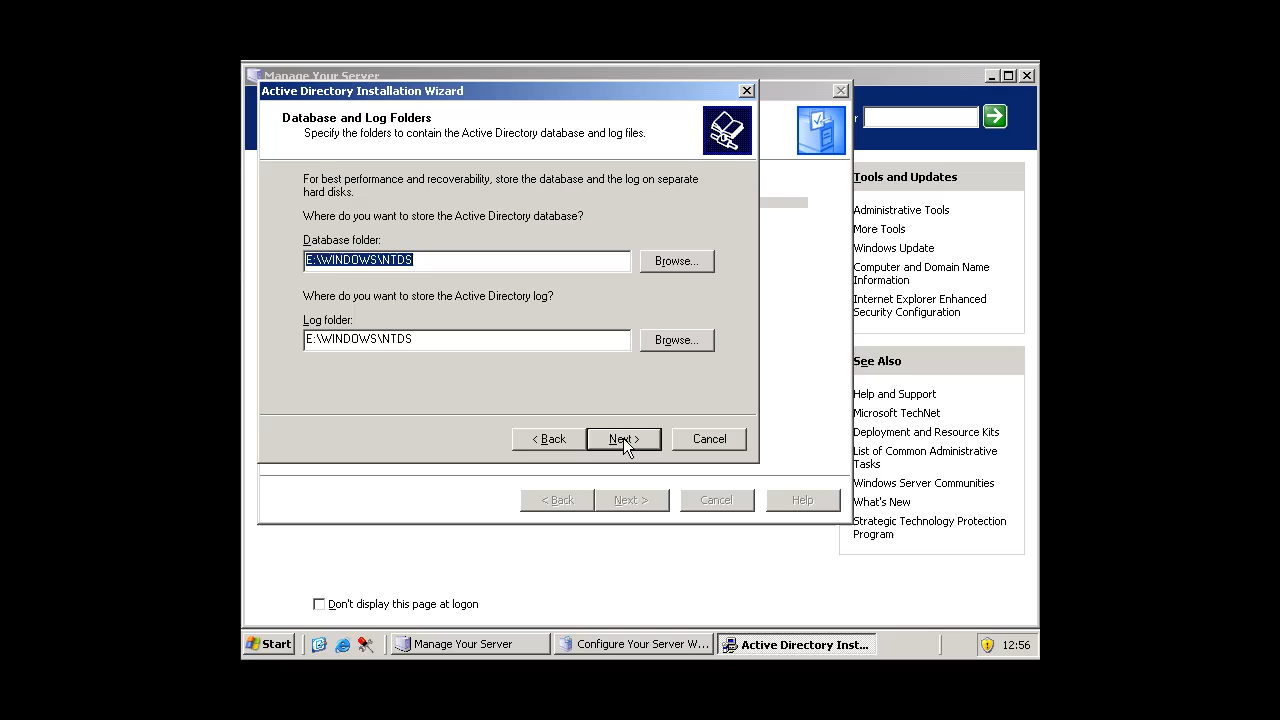 Manage Your Server
Active Directory Installation Wizard
Database and Log Folders
Specify the folders to contain the Active Directory database and log files.
For best performance and recoverability, store the database and the log on separate
hard disks.
Where do you want to store the Active Directory database?
Database folder:
E:\WINDOWS\NTDS
Browse...
Where do you want to store the Active Directory log?
Log folder:
E:\WINDOWS\NTDS
Browse...
< Back
Next >
Cancel
< Back
Next >
Cancel
Help
r
Tools and Updates
Administrative Tools
More Tools
Windows Update
Computer and Domain Name
Information
Internet Explorer Enhanced
Security Configuration
See Also
Help and Support
Microsoft TechNet
Deployment and Resource Kits
List of Common Administrative
Tasks
Windows Server Communities
What's New
Strategic Technology Protection
Program
Don't display this page at logon
Start
Manage Your Server
Configure Your Server W...
Active Directory Inst...
12:56